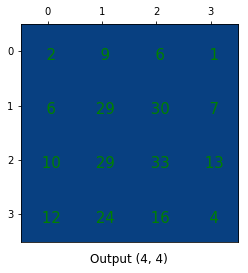 0 1 2 3
0 2 9 6 1
1 6 29 30 7
2 10 29 33 13
3 12 24 16 4
Output (4, 4)